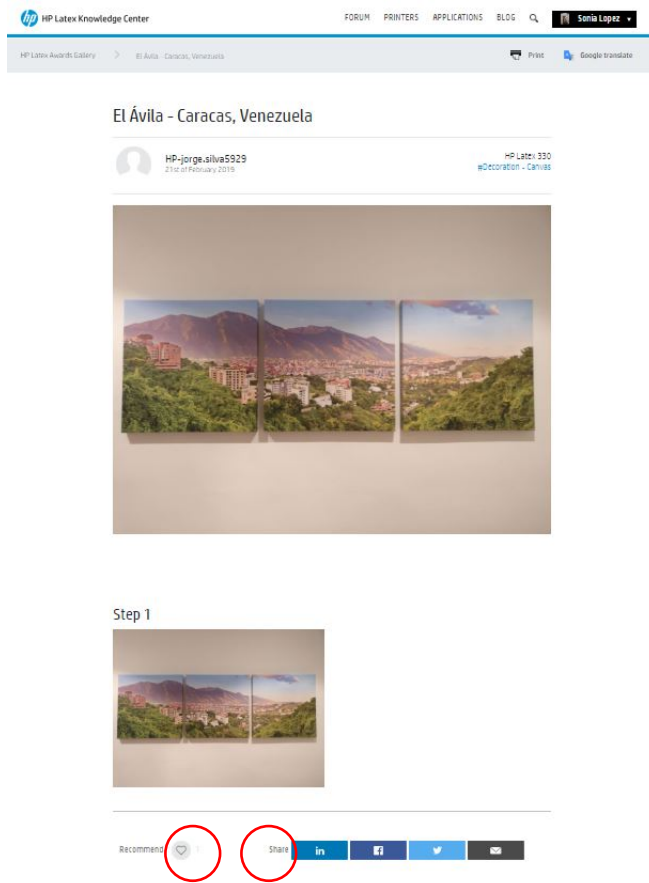 hp HP Latex Knowledge Center
FORUM PRINTERS APPLICATIONS BLOG Sonia Lopez
HP Latex Awards Gallery > El Ávila - Caracas, Venezuela Print Google translate
El Ávila - Caracas, Venezuela
HP-jorge.silva5929
21st of February 2019
HP Latex 330
#Decoration - Canvas
Step 1
Recommend 1 Share in f